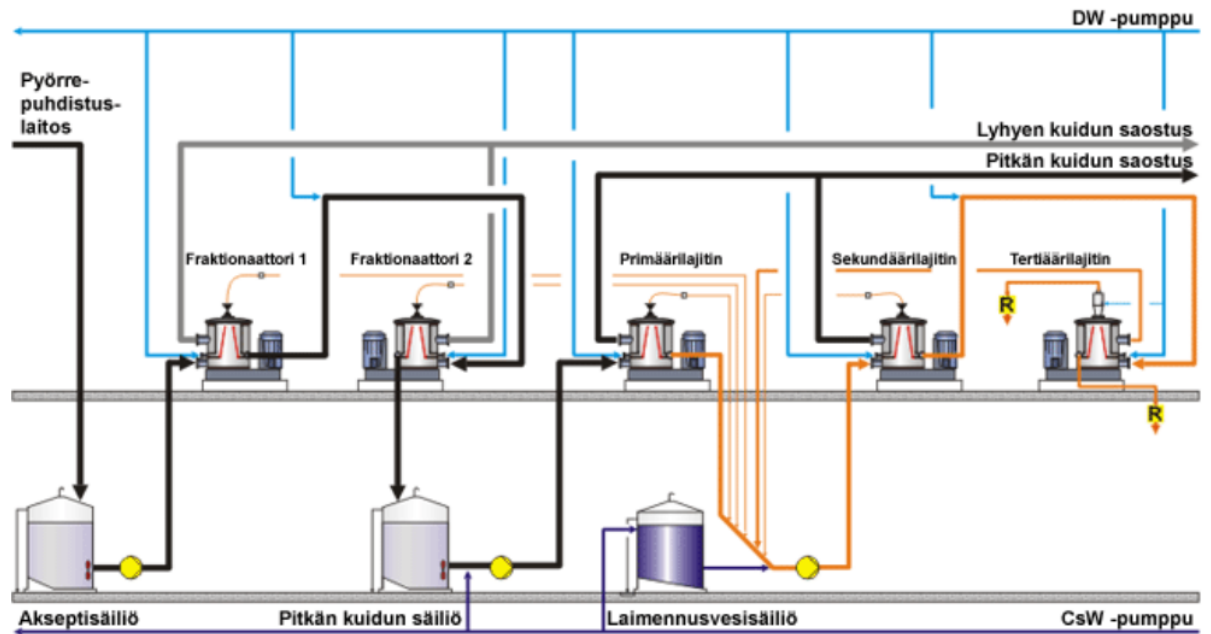 DW -pumppu
Pyörre-
puhdistus-
laitos
Lyhyen kuidun saostus
Pitkän kuidun saostus
Fraktionaattori 1
Fraktionaattori 2
Primäärilajitin
Sekundäärilajitin
Tertiäärilajitin
R
R
Akseptisäiliö
Pitkän kuidun säiliö
Laimennusvesisäiliö
CsW -pumppu